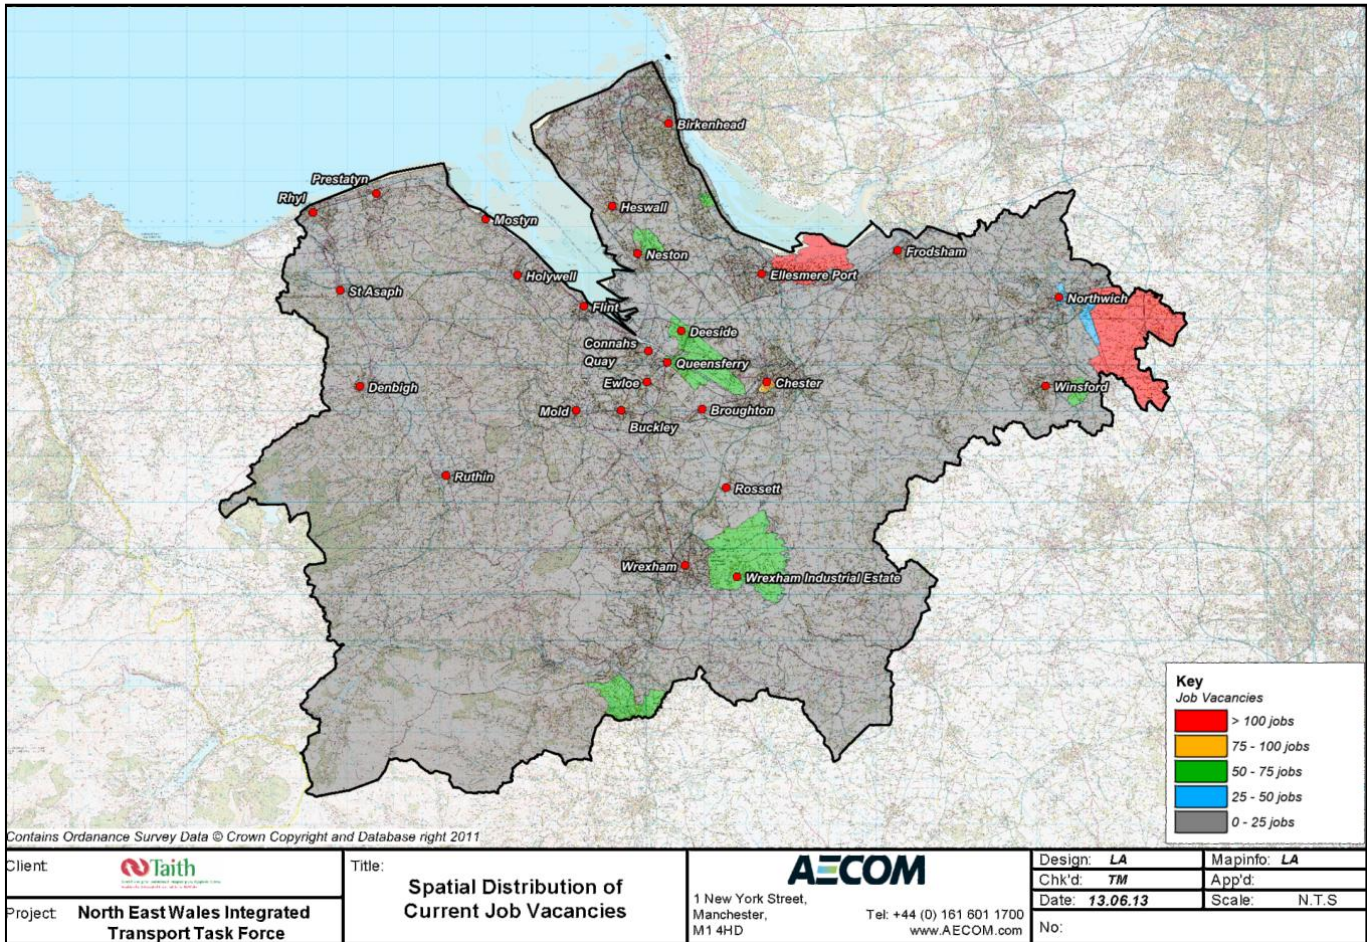 Birkenhead
Prestatyn
Rhyl
Heswall
Mostyn
Neston
Frodsham
Holywell
Ellesmere Port
St Asaph
Northwich
Flint
Deeside
Connahs
Quay
Queensferry
Ewloe
Chester
Denbigh
Winsford
Mold
Broughton
Buckley
Ruthin
Rossett
Wrexham
Wrexham Industrial Estate
Key
Job Vacancies
> 100 jobs
75 - 100 jobs
50 - 75 jobs
25 - 50 jobs
0 - 25 jobs
Contains Ordanance Survey Data © Crown Copyright and Database right 2011
Client:
Taith
Project: North East Wales Integrated
Transport Task Force
Title:
Spatial Distribution of
Current Job Vacancies
AECOM
1 New York Street,
Manchester,
M1 4HD
Tel: +44 (0) 161 601 1700
www.AECOM.com
Design: LA
Mapinfo: LA
Chk'd: TM
App'd:
Date: 13.06.13
Scale: N.T.S
No: